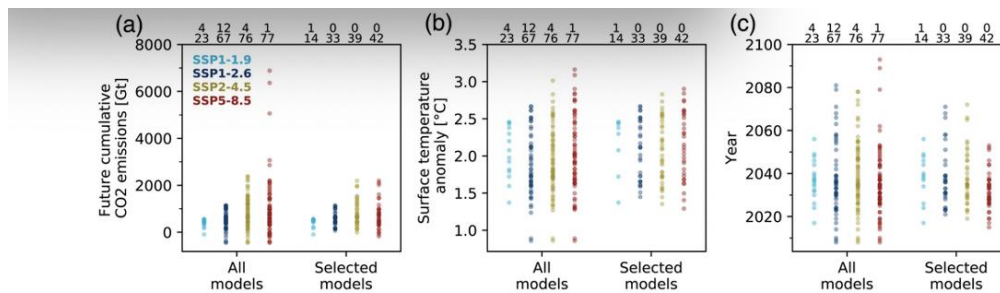 (a)
4 12 4 1 1 0 0 0
23 67 76 77 14 33 39 42
8000
6000
4000
2000
0
Future cumulative
CO2 emissions [Gt]
SSP1-1.9
SSP1-2.6
SSP2-4.5
SSP5-8.5
All
models
Selected
models
(b)
4 12 4 1 1 0 0 0
23 67 76 77 14 33 39 42
3.5
3.0
2.5
2.0
1.5
1.0
Surface temperature
anomaly [°C]
All
models
Selected
models
(c)
4 12 4 1 1 0 0 0
23 67 76 77 14 33 39 42
2100
2080
2060
2040
2020
Year
All
models
Selected
models